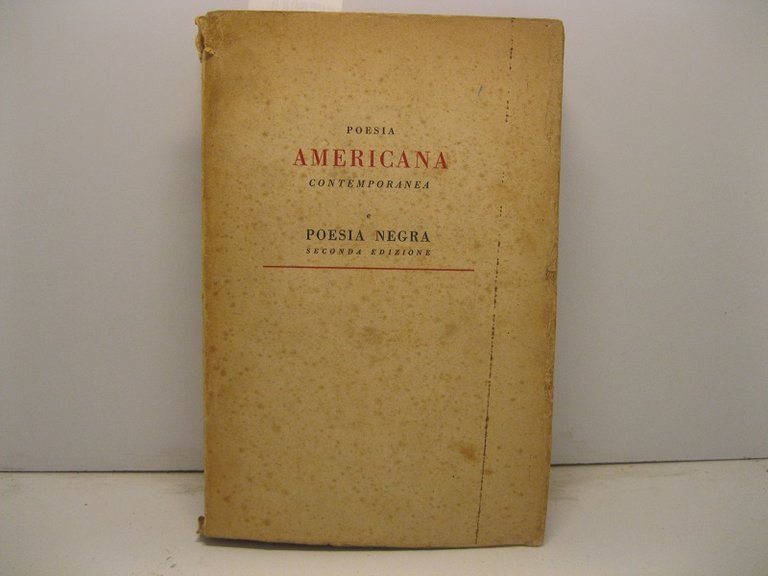 POESIA
AMERICANA
CONTEMPORANEA
e
POESIA NEGRA
SECONDA EDIZIONE